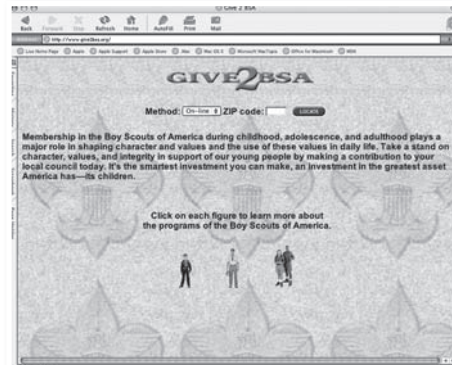 Give 2 BSA
Back Forward Stop Refresh Home AutoFill Print Mail
http://www.give2bsa.org/
Live Home Page Apple Apple Support Apple Store iMac Mac OS X Microsoft MacTopia Office for Macintosh MSN
GIVE2BSA
Method: On-line ZIP code: LOCATE
Membership in the Boy Scouts of America during childhood, adolescence, and adulthood plays a
major role in shaping character and values and the use of these values in daily life. Take a stand on
character, values, and integrity in support of our young people by making a contribution to your
local council today. It's the smartest investment you can make, an investment in the greatest asset
America has—its children.
Click on each figure to learn more about
the programs of the Boy Scouts of America.